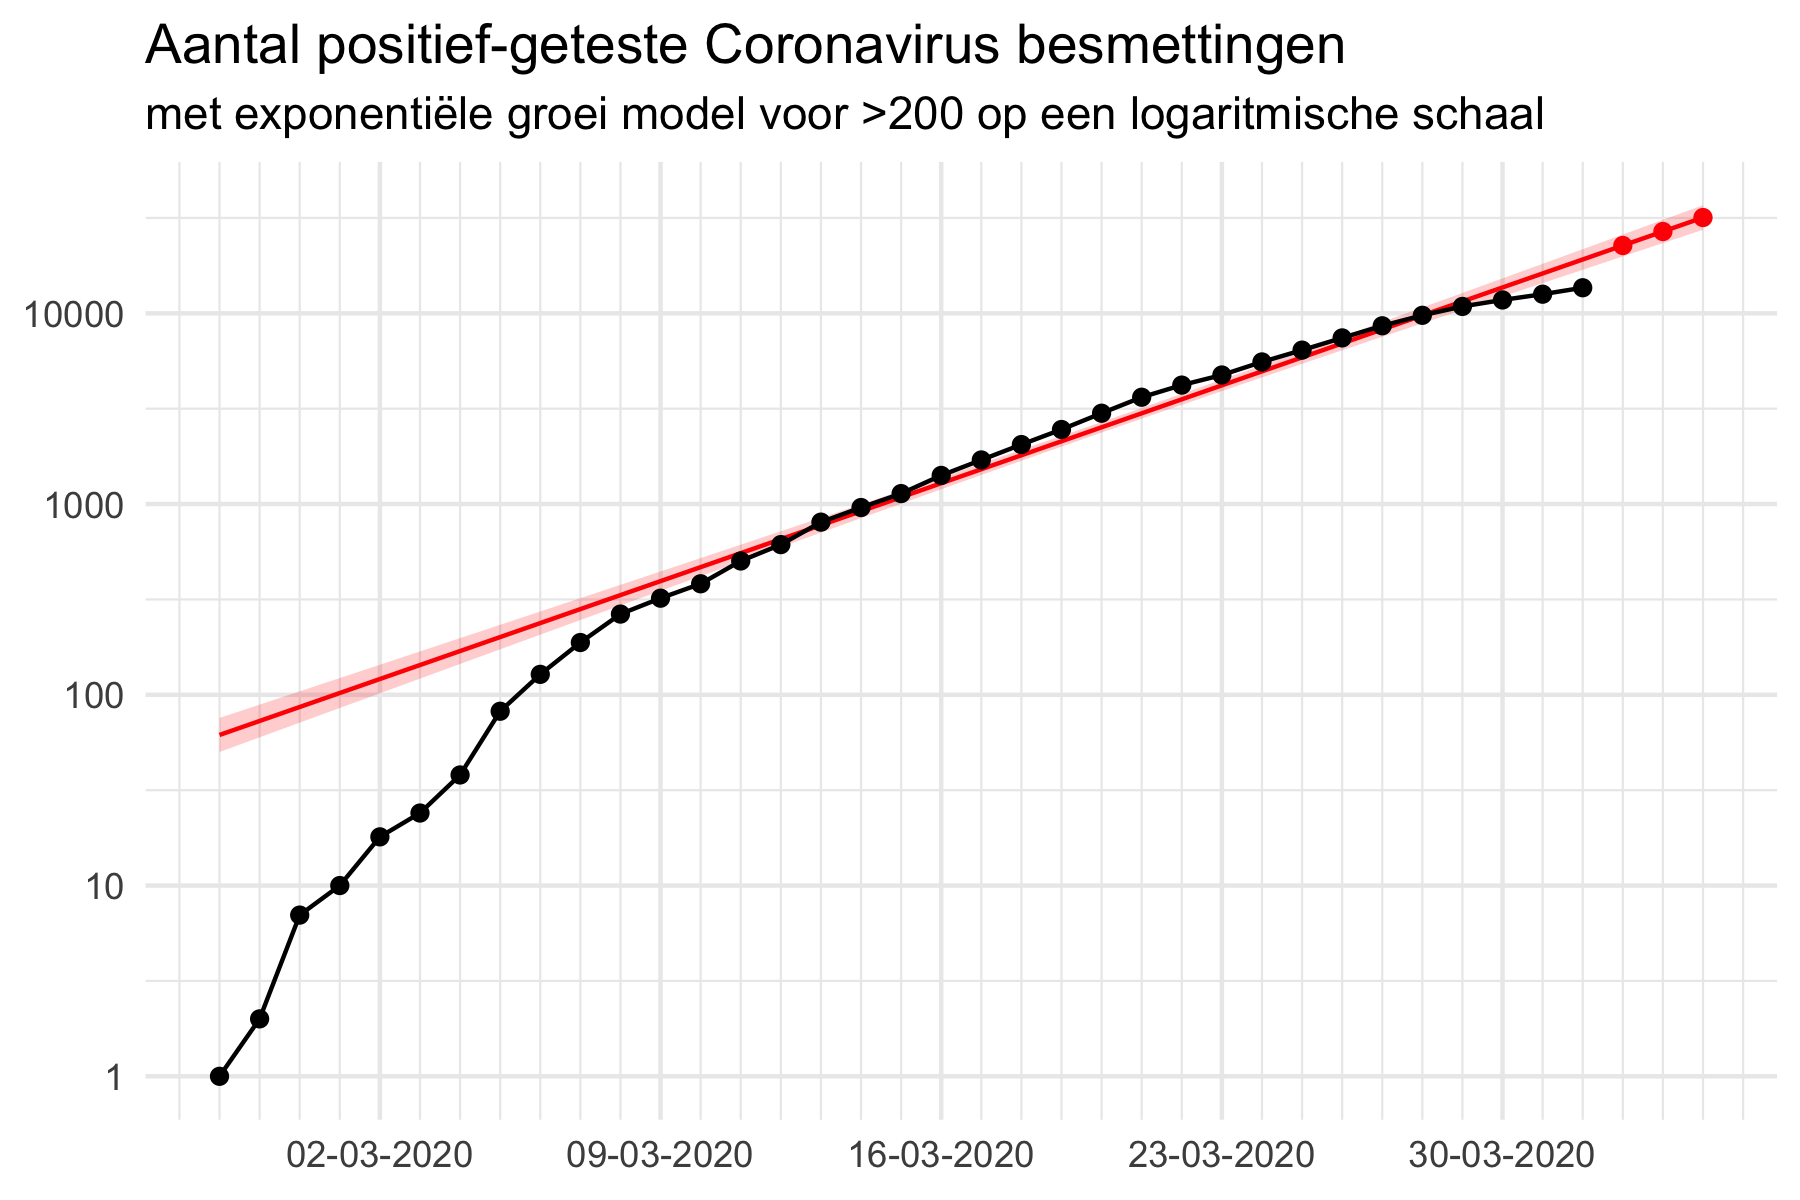 Aantal positief-geteste Coronavirus besmettingen
met exponentiële groei model voor >200 op een logaritmische schaal
10000
1000
100
10
1
02-03-2020 09-03-2020 16-03-2020 23-03-2020 30-03-2020